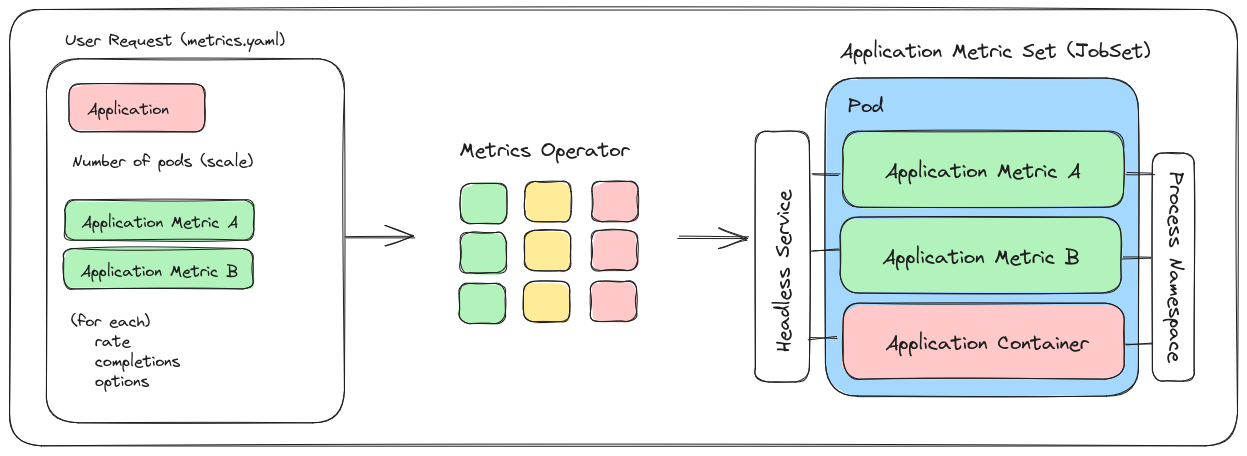 User Request (metrics.yaml)
Application
Number of pods (scale)
Application Metric A
Application Metric B
(for each)
rate
completions
options
Metrics Operator
Application Metric Set (JobSet)
Pod
Headless Service
Application Metric A
Application Metric B
Application Container
Process Namespace